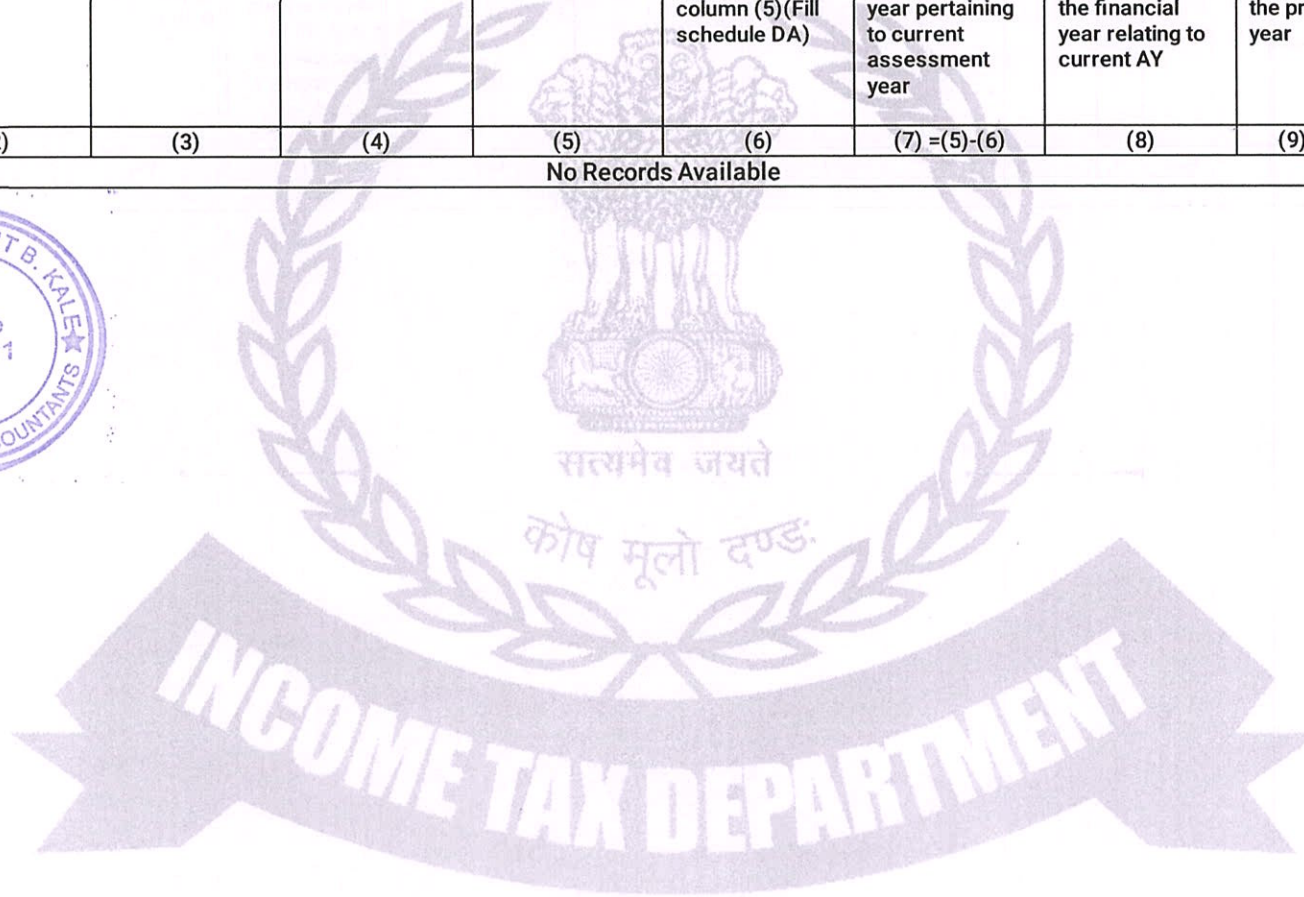 column (5)(Fill
schedule DA)
year pertaining
to current
assessment
year
the financial
year relating to
current AY
year
(3) (4) (5) (6) (7) =(5)-(6) (8) (9)
No Records Available
B. KALE
सत्यमेव जयते
कोष मूलो दण्डः
INCOME TAX DEPARTMENT